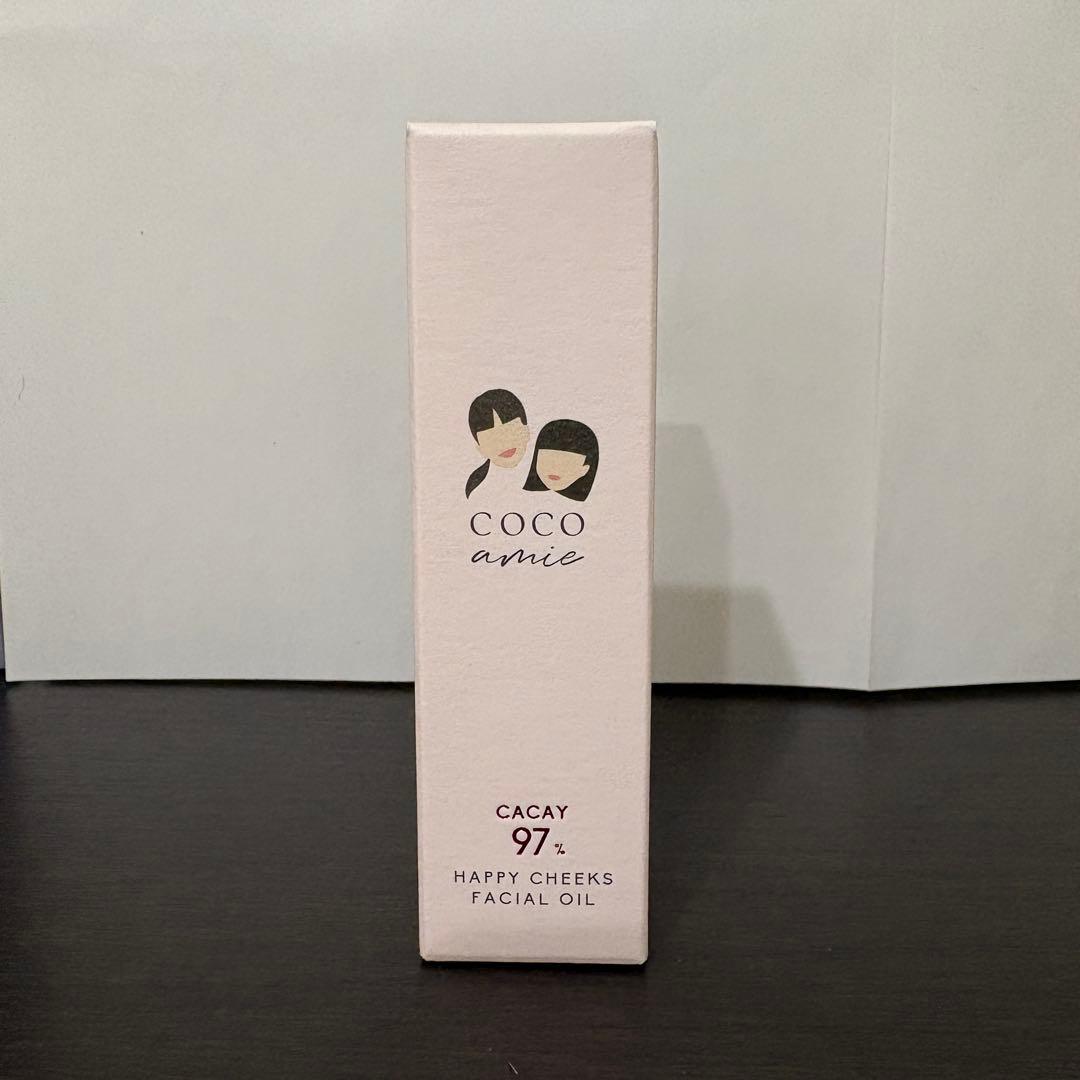 COCO
amie
CACAY
97%
HAPPY CHEEKS
FACIAL OIL